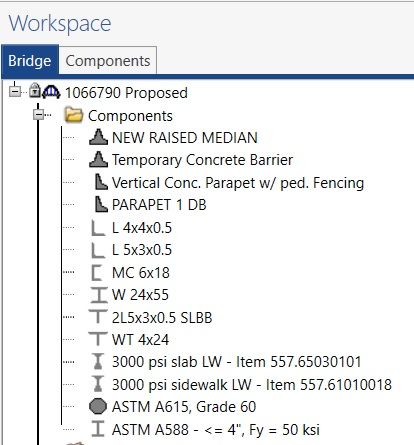 Workspace
Bridge Components
1066790 Proposed
Components
NEW RAISED MEDIAN
Temporary Concrete Barrier
Vertical Conc. Parapet w/ ped. Fencing
PARAPET 1 DB
L 4x4x0.5
L 5x3x0.5
MC 6x18
W 24x55
2L5x3x0.5 SLBB
WT 4x24
3000 psi slab LW - Item 557.65030101
3000 psi sidewalk LW - Item 557.61010018
ASTM A615, Grade 60
ASTM A588 - <= 4", Fy = 50 ksi